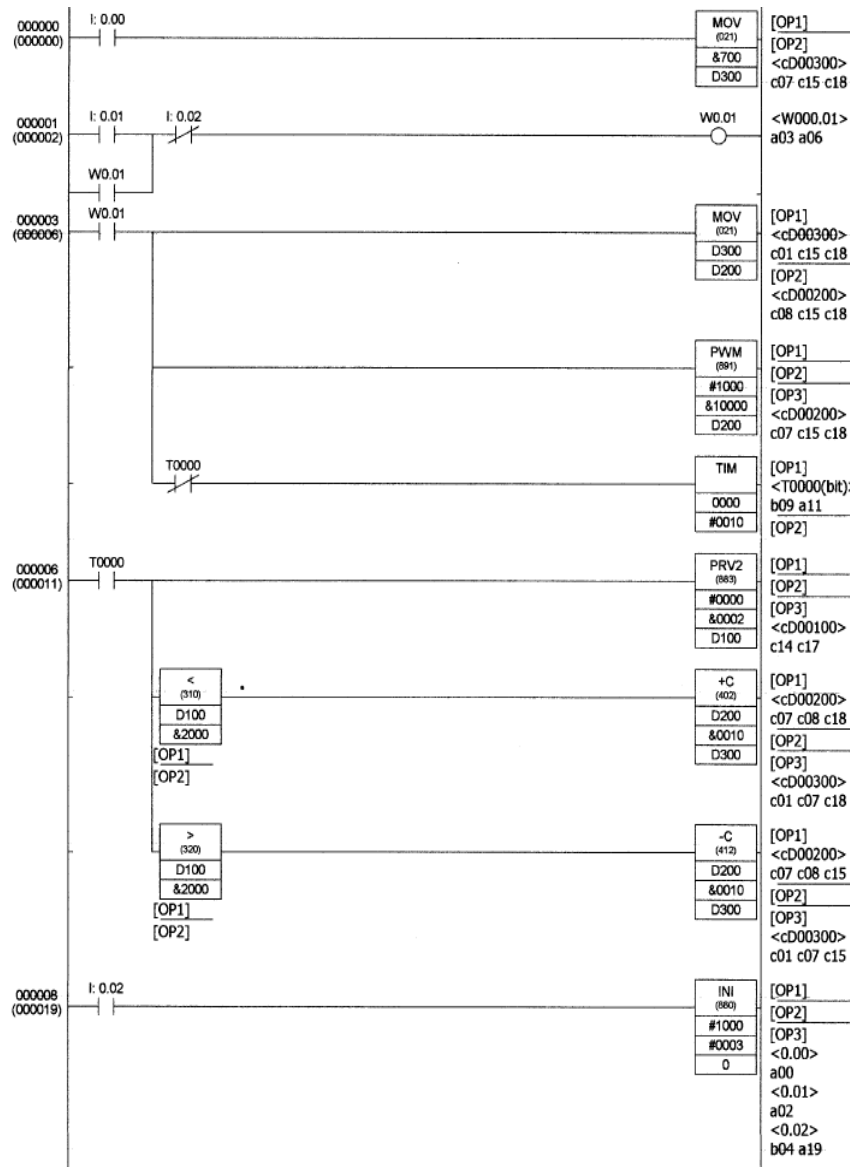 000000
(000000)
I: 0.00
MOV
(021)
&700
D300
[OP1]
[OP2]
<cD00300>
c07 c15 c18
000001
(000002)
I: 0.01
I: 0.02
W0.01
<W000.01>
a03 a06
W0.01
000003
(000006)
W0.01
MOV
(021)
D300
D200
[OP1]
<cD00300>
c01 c15 c18
[OP2]
<cD00200>
c08 c15 c18
PWM
(891)
#1000
&10000
D200
[OP1]
[OP2]
[OP3]
<cD00200>
c07 c15 c18
T0000
TIM
0000
#0010
[OP1]
<T0000(bit):
b09 a11
[OP2]
000006
(000011)
T0000
PRV2
(883)
#0000
&0002
D100
[OP1]
[OP2]
[OP3]
<cD00100>
c14 c17
<
(310)
D100
&2000
[OP1]
[OP2]
+C
(402)
D200
&0010
D300
[OP1]
<cD00200>
c07 c08 c18
[OP2]
[OP3]
<cD00300>
c01 c07 c18
>
(320)
D100
&2000
[OP1]
[OP2]
-C
(412)
D200
&0010
D300
[OP1]
<cD00200>
c07 c08 c15
[OP2]
[OP3]
<cD00300>
c01 c07 c15
000008
(000019)
I: 0.02
INI
(880)
#1000
#0003
0
[OP1]
[OP2]
[OP3]
<0.00>
a00
<0.01>
a02
<0.02>
b04 a19